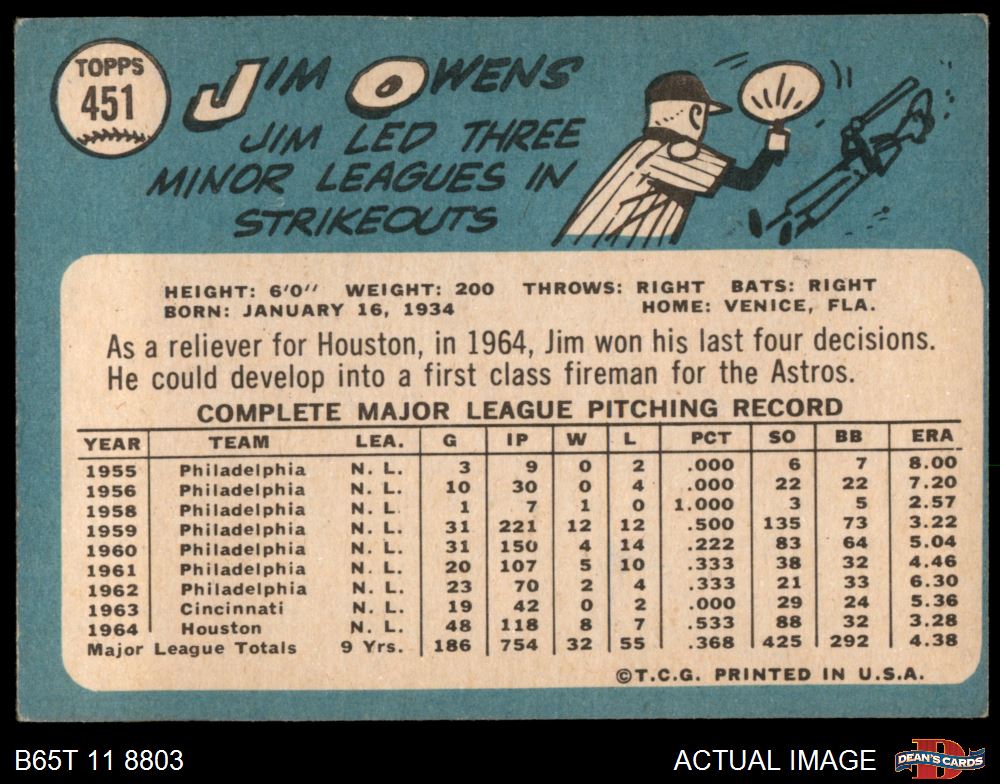 TOPPS
451
JIM OWENS
JIM LED THREE
MINOR LEAGUES IN
STRIKEOUTS
HEIGHT: 6'0" WEIGHT: 200 THROWS: RIGHT BATS: RIGHT
BORN: JANUARY 16, 1934 HOME: VENICE, FLA.
As a reliever for Houston, in 1964, Jim won his last four decisions.
He could develop into a first class fireman for the Astros.
COMPLETE MAJOR LEAGUE PITCHING RECORD
YEAR TEAM LEA. G IP W L PCT SO BB ERA
1955 Philadelphia N. L. 3 9 0 2 .000 6 7 8.00
1956 Philadelphia N. L. 10 30 0 4 .000 22 22 7.20
1958 Philadelphia N. L. 1 7 1 0 1.000 3 5 2.57
1959 Philadelphia N. L. 31 221 12 12 .500 135 73 3.22
1960 Philadelphia N. L. 31 150 4 14 .222 83 64 5.04
1961 Philadelphia N. L. 20 107 5 10 .333 38 32 4.46
1962 Philadelphia N. L. 23 70 2 4 .333 21 33 6.30
1963 Cincinnati N. L. 19 42 0 2 .000 29 24 5.36
1964 Houston N. L. 48 118 8 7 .533 88 32 3.28
Major League Totals 9 Yrs. 186 754 32 55 .368 425 292 4.38
©T.C.G. PRINTED IN U.S.A.
B65T 11 8803 ACTUAL IMAGE DEAN'S CARDS